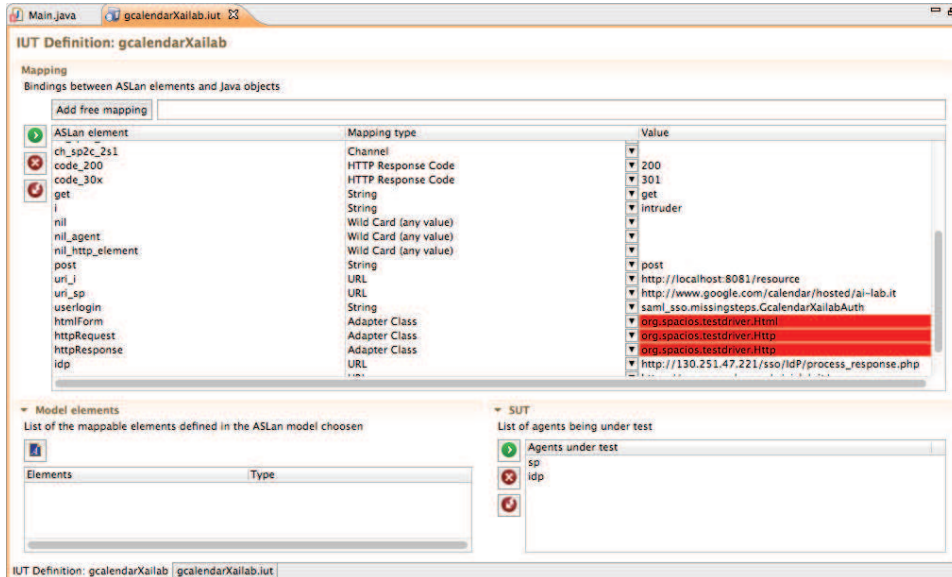 Main.java gcalendarXailab.iut
IUT Definition: gcalendarXailab
Mapping
Bindings between ASLan elements and Java objects
Add free mapping
ASLan element Mapping type Value
ch_sp2c_2s1 Channel
code_200 HTTP Response Code 200
code_30x HTTP Response Code 301
get String get
i String intruder
nil Wild Card (any value)
nil_agent Wild Card (any value)
nil_http_element Wild Card (any value)
post String post
uri_i URL http://localhost:8081/resource
uri_sp URL http://www.google.com/calendar/hosted/ai-lab.it
userlogin String saml_sso.missingsteps.GcalendarXailabAuth
htmlForm Adapter Class org.spacios.testdriver.Html
httpRequest Adapter Class org.spacios.testdriver.Http
httpResponse Adapter Class org.spacios.testdriver.Http
idp URL http://130.251.47.221/sso/IdP/process_response.php
Model elements
List of the mappable elements defined in the ASLan model choosen
Elements Type
SUT
List of agents being under test
Agents under test
sp
idp
IUT Definition: gcalendarXailab gcalendarXailab.iut